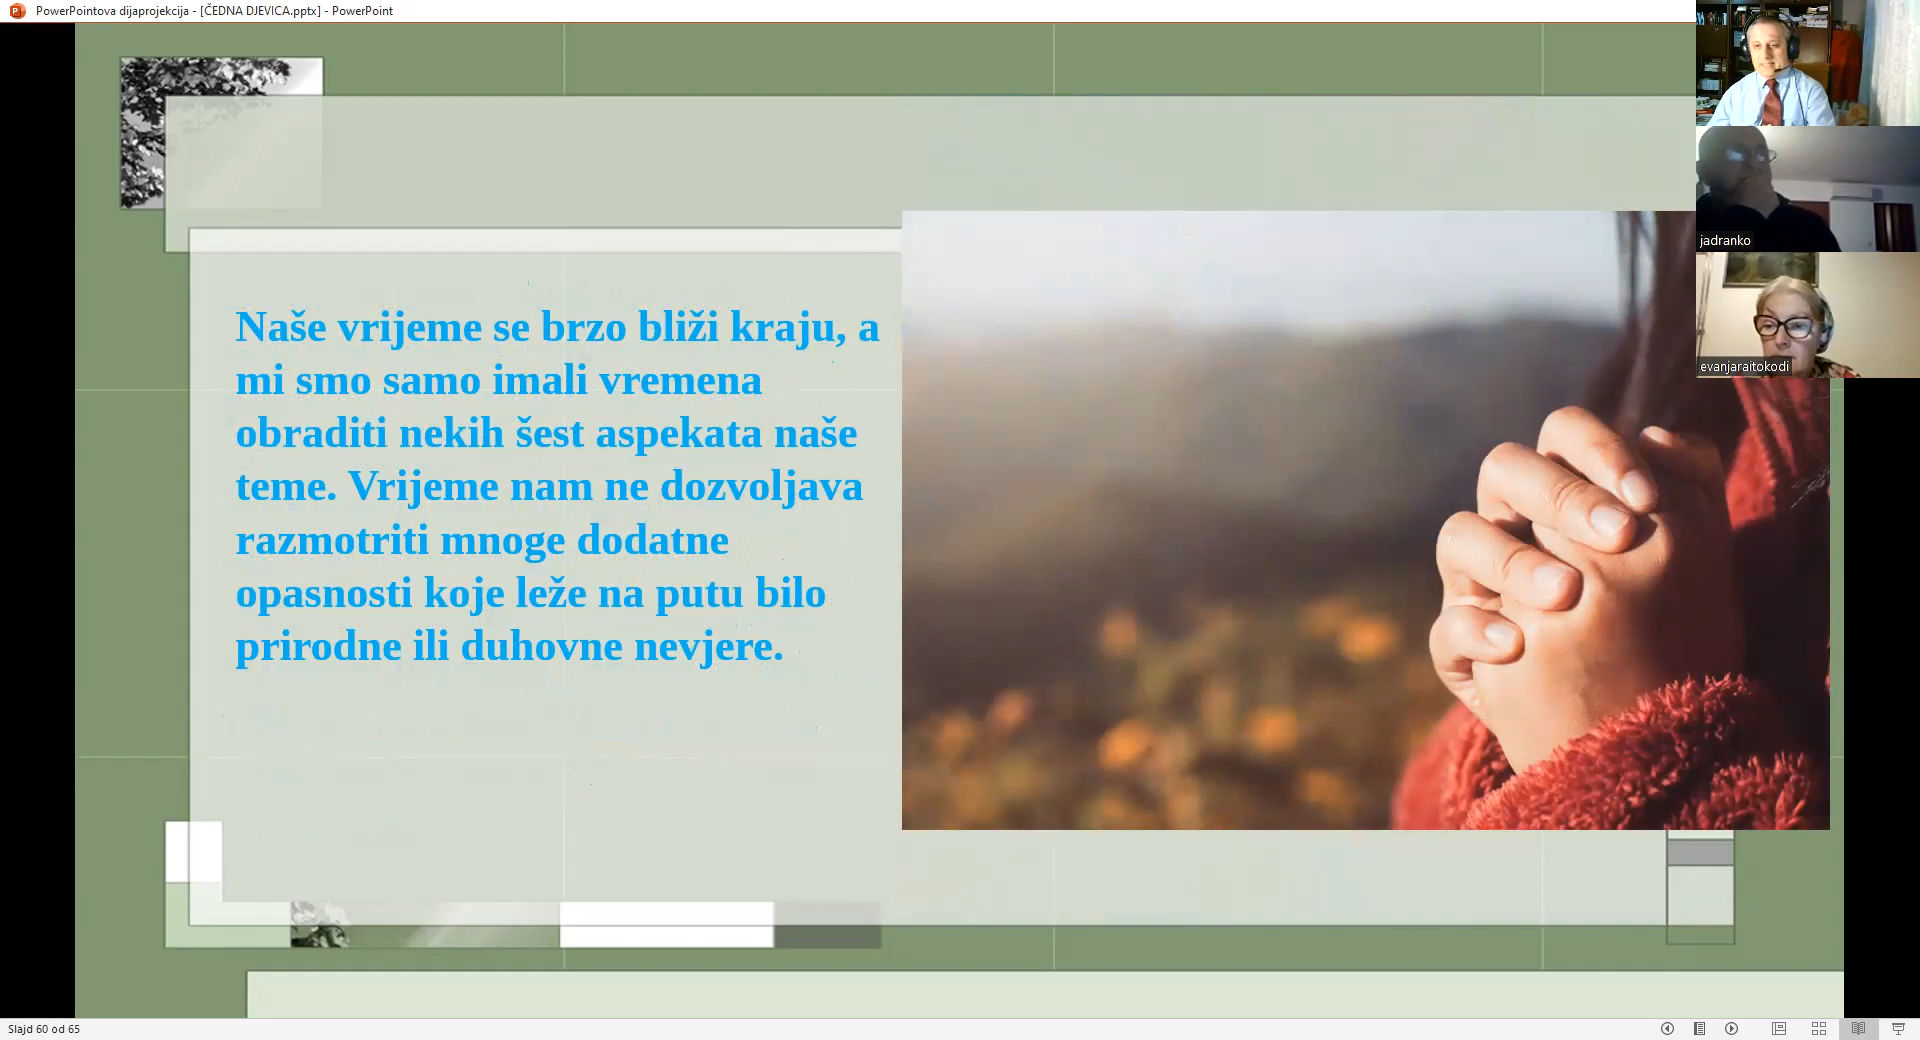 PowerPointova dijaprojekcija - [ČEDNA DJEVICA.pptx] - PowerPoint
Naše vrijeme se brzo bliži kraju, a
mi smo samo imali vremena
obraditi nekih šest aspekata naše
teme. Vrijeme nam ne dozvoljava
razmotriti mnoge dodatne
opasnosti koje leže na putu bilo
prirodne ili duhovne nevjere.
jadranko
evanjaraitokodi
Slajd 60 od 65